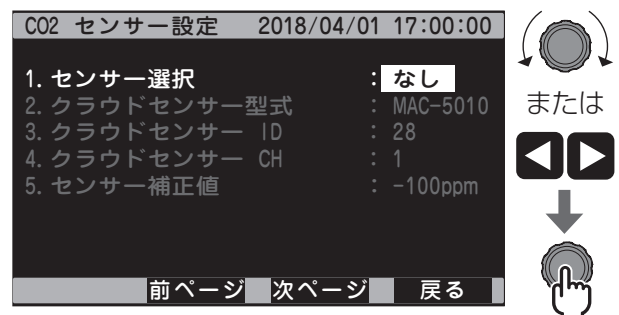 CO2 センサー設定 2018/04/01 17:00:00
1. センサー選択 : なし
2. クラウドセンサー型式 : MAC-5010
3. クラウドセンサー ID : 28
4. クラウドセンサー CH : 1
5. センサー補正値 : -100ppm
または
前ページ 次ページ 戻る